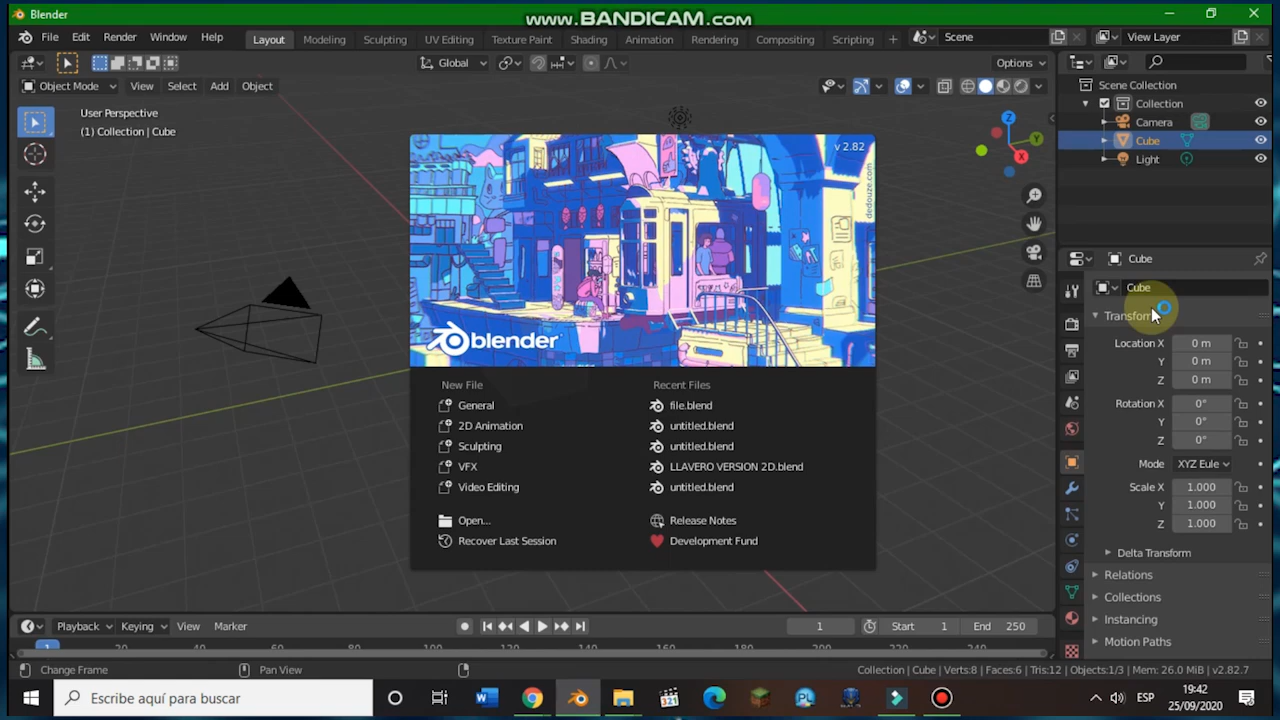 Blender
www.BANDICAM.com
File Edit Render Window Help
Layout Modeling Sculpting UV Editing Texture Paint Shading Animation Rendering Compositing Scripting +
Scene
View Layer
Global
Options
Object Mode View Select Add Object
User Perspective
(1) Collection | Cube
Z
Y
X
Scene Collection
Collection
Camera
Cube
Light
v 2.82
dedouze.com
blender
New File
General
2D Animation
Sculpting
VFX
Video Editing
Open...
Recover Last Session
Recent Files
file.blend
untitled.blend
untitled.blend
LLAVERO VERSION 2D.blend
untitled.blend
Release Notes
Development Fund
Cube
Cube
Transform
Location X 0 m
Y 0 m
Z 0 m
Rotation X 0°
Y 0°
Z 0°
Mode XYZ Eule
Scale X 1.000
Y 1.000
Z 1.000
Delta Transform
Relations
Collections
Instancing
Motion Paths
Playback Keying View Marker
1
Start 1
End 250
Change Frame
Pan View
Collection | Cube | Verts:8 | Faces:6 | Tris:12 | Objects:1/3 | Mem: 26.0 MiB | v2.82.7
Escribe aquí para buscar
321
PL
ESP
19:42
25/09/2020